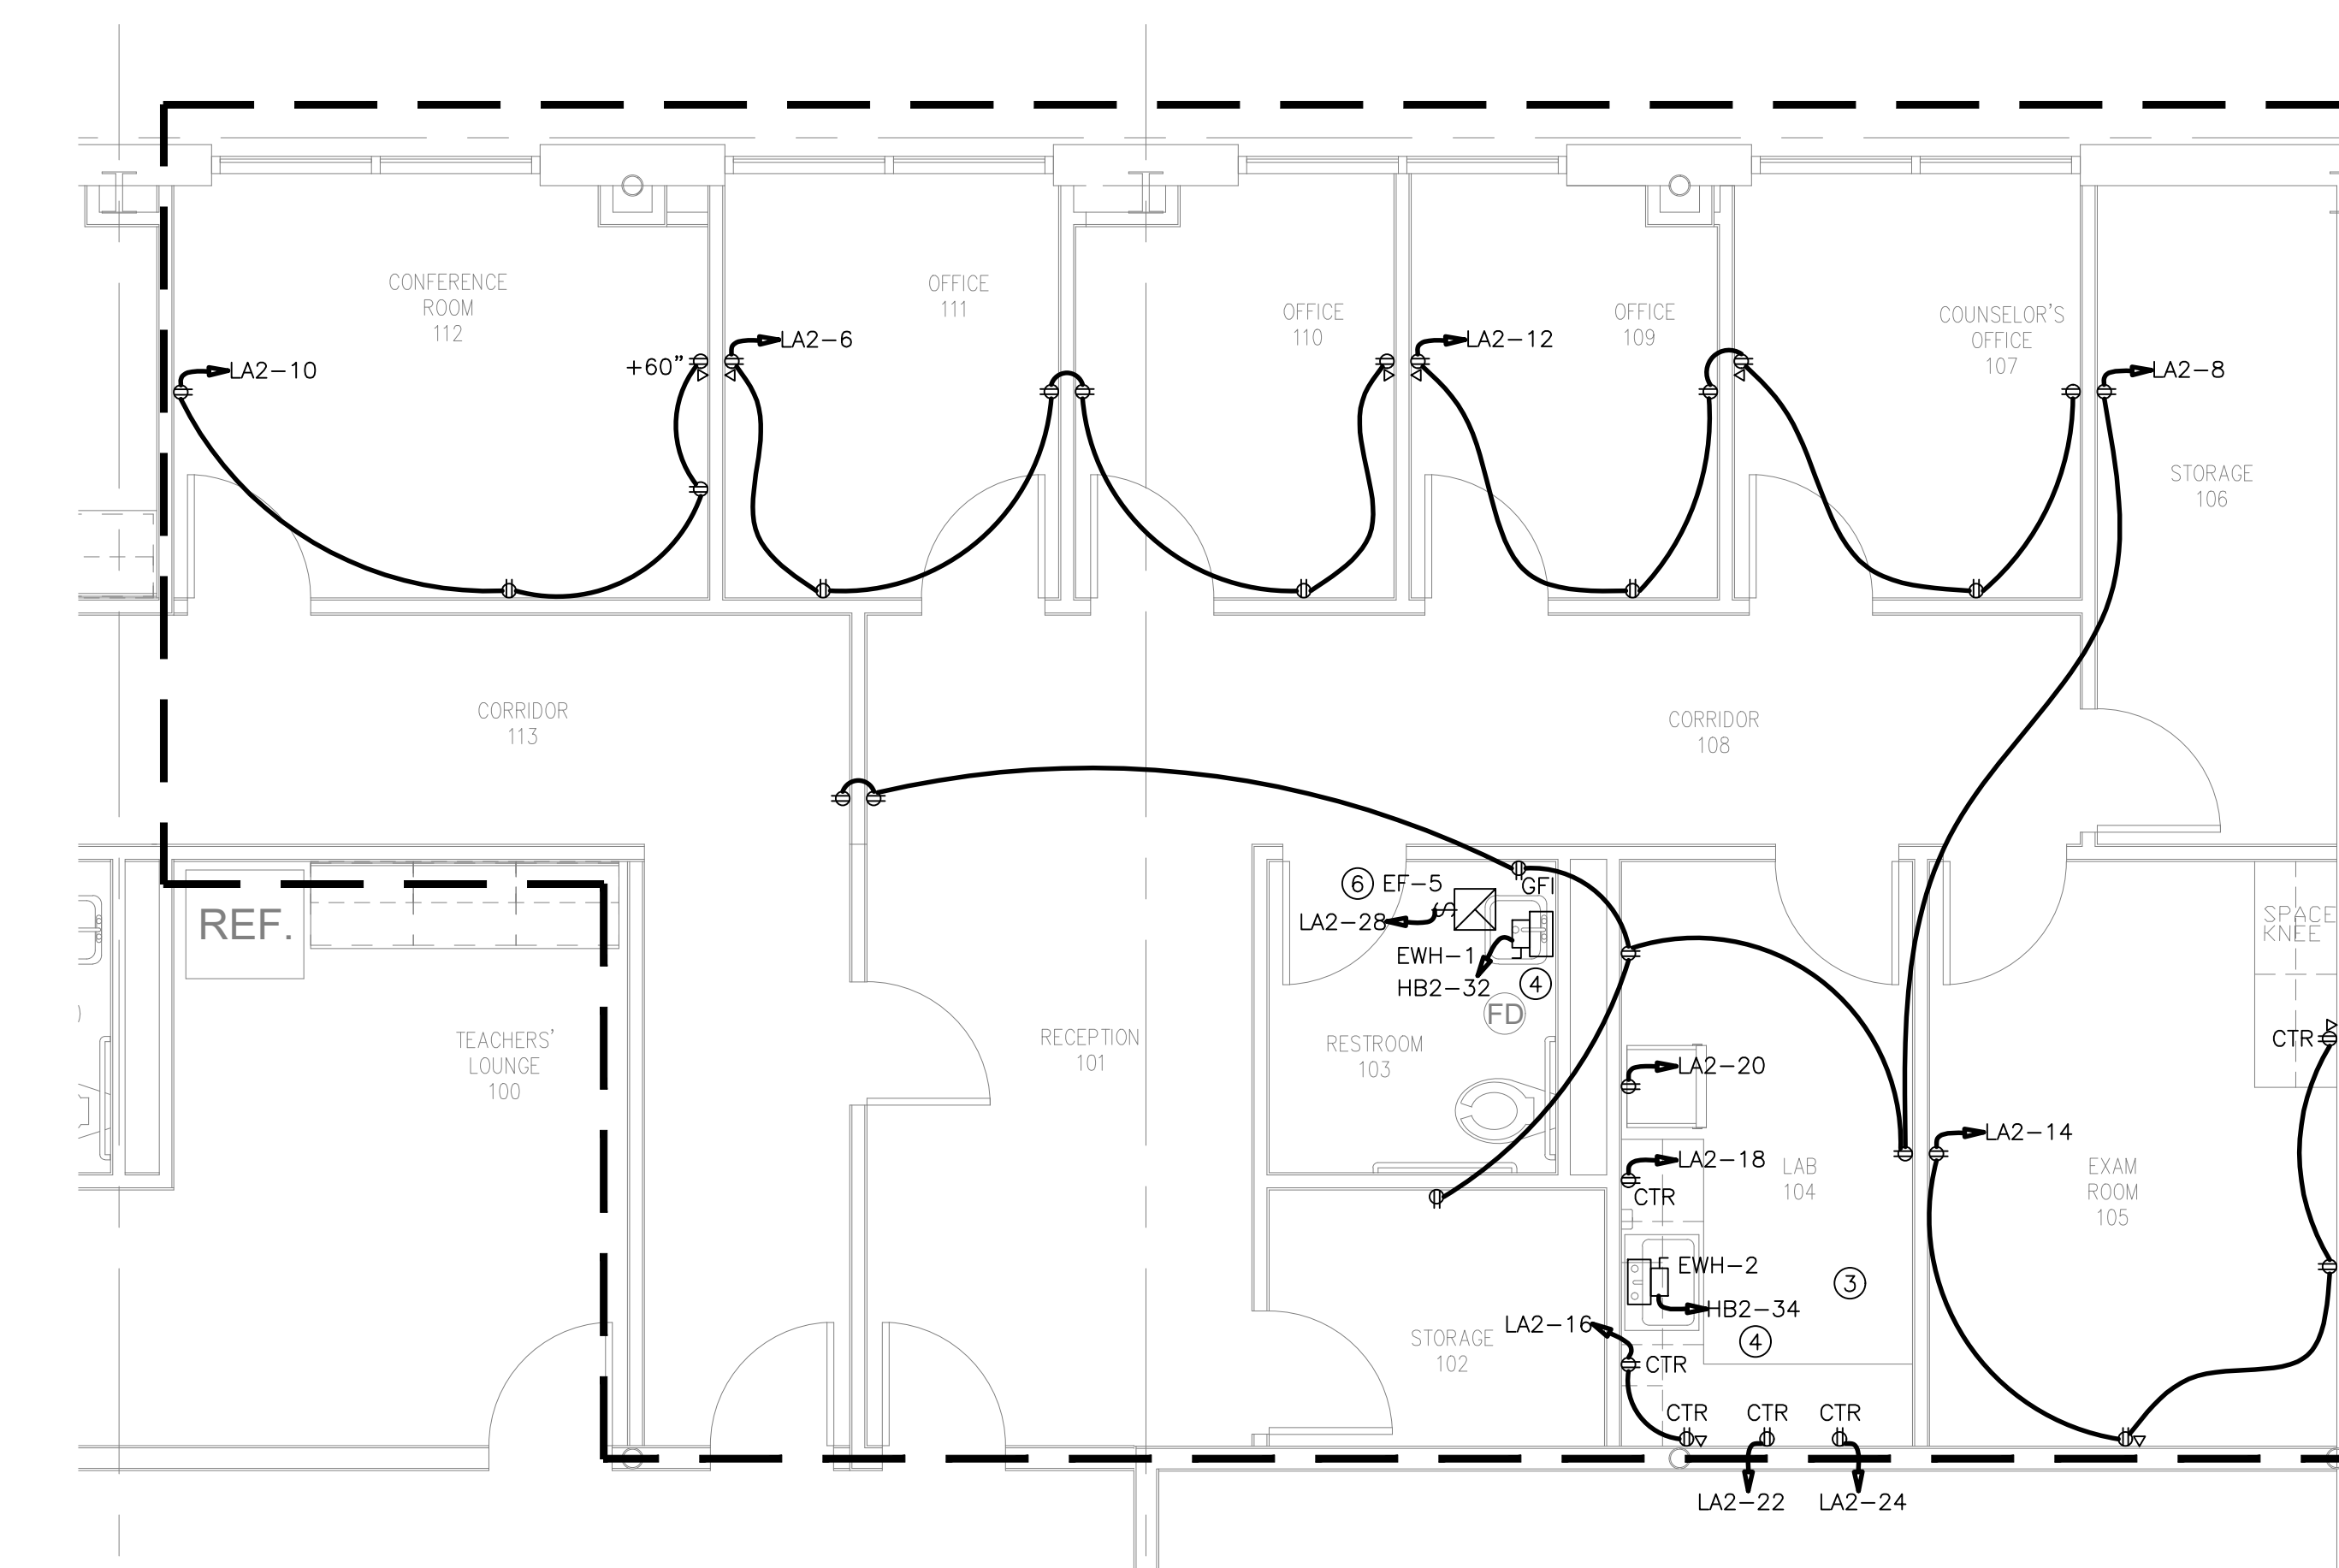 CONFERENCE
ROOM
112
OFFICE
111
OFFICE
110
OFFICE
109
COUNSELOR'S
OFFICE
107
LA2-10
+60"
LA2-6
LA2-12
LA2-8
STORAGE
106
CORRIDOR
113
CORRIDOR
108
REF.
6
EF-5
GFI
LA2-28
$
EWH-1
HB2-32
4
FD
SPACE
KNEE
TEACHERS'
LOUNGE
100
RECEPTION
101
RESTROOM
103
CTR
LA2-20
LA2-14
LA2-18
CTR
LAB
104
EXAM
ROOM
105
EWH-2
3
HB2-34
4
LA2-16
CTR
STORAGE
102
CTR
CTR
CTR
LA2-22
LA2-24